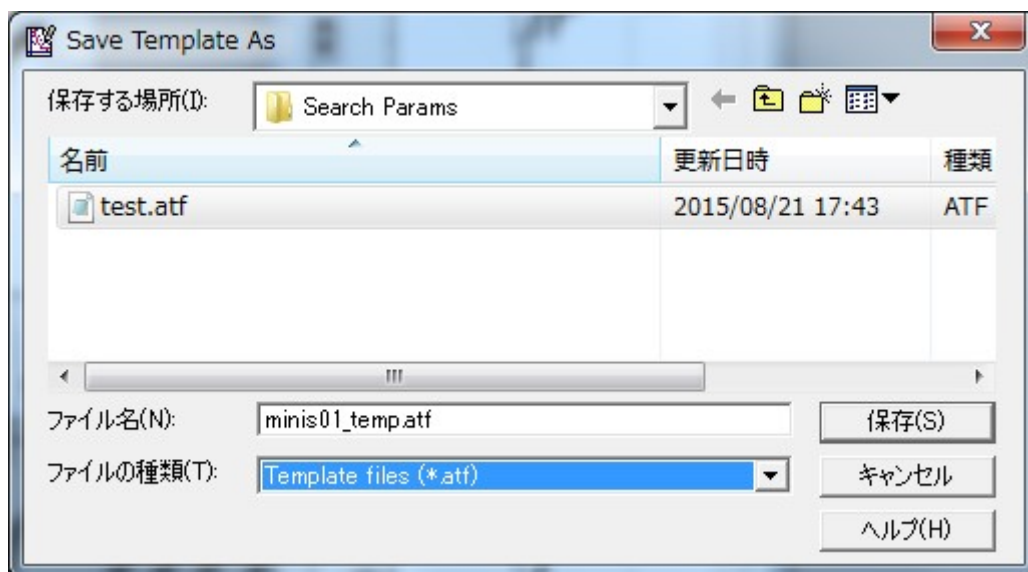 Save Template As
保存する場所(I):
Search Params
名前 更新日時 種類
test.atf 2015/08/21 17:43 ATF
ファイル名(N):
minis01_temp.atf
保存(S)
ファイルの種類(T):
Template files (*.atf)
キャンセル
ヘルプ(H)